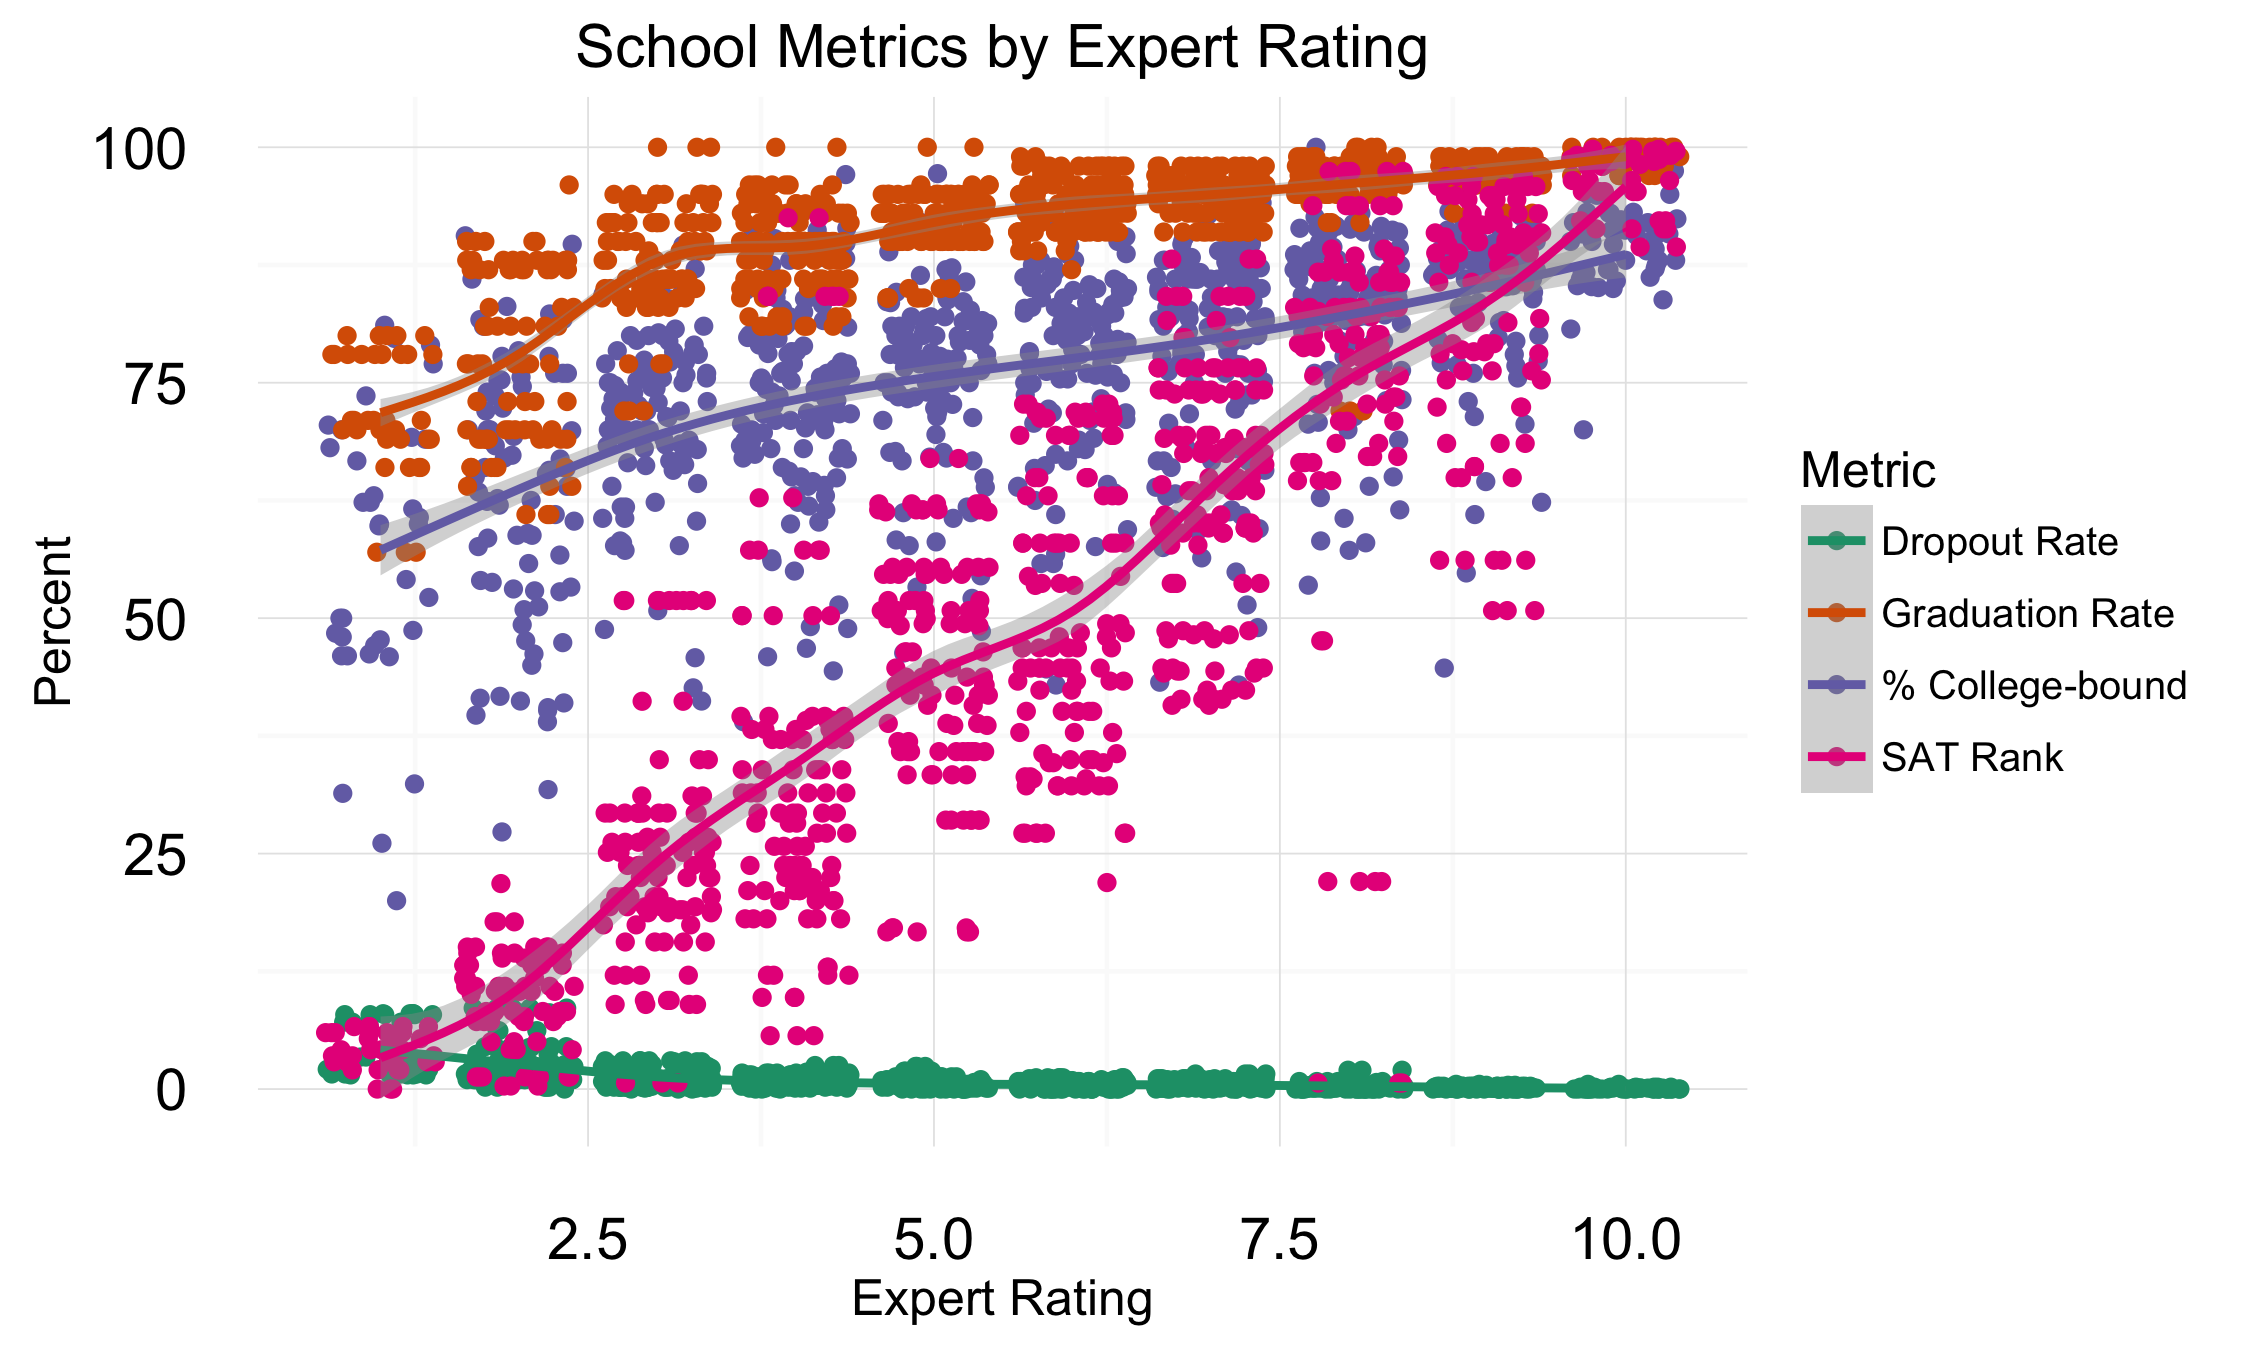 School Metrics by Expert Rating
100
75
50
25
0
Percent
2.5 5.0 7.5 10.0
Expert Rating
Metric
Dropout Rate
Graduation Rate
% College-bound
SAT Rank